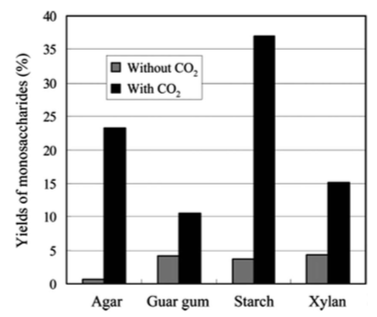 40
35
30
25
20
15
10
5
0
Yields of monosaccharides (%)
Without CO₂
With CO₂
Agar Guar gum Starch Xylan